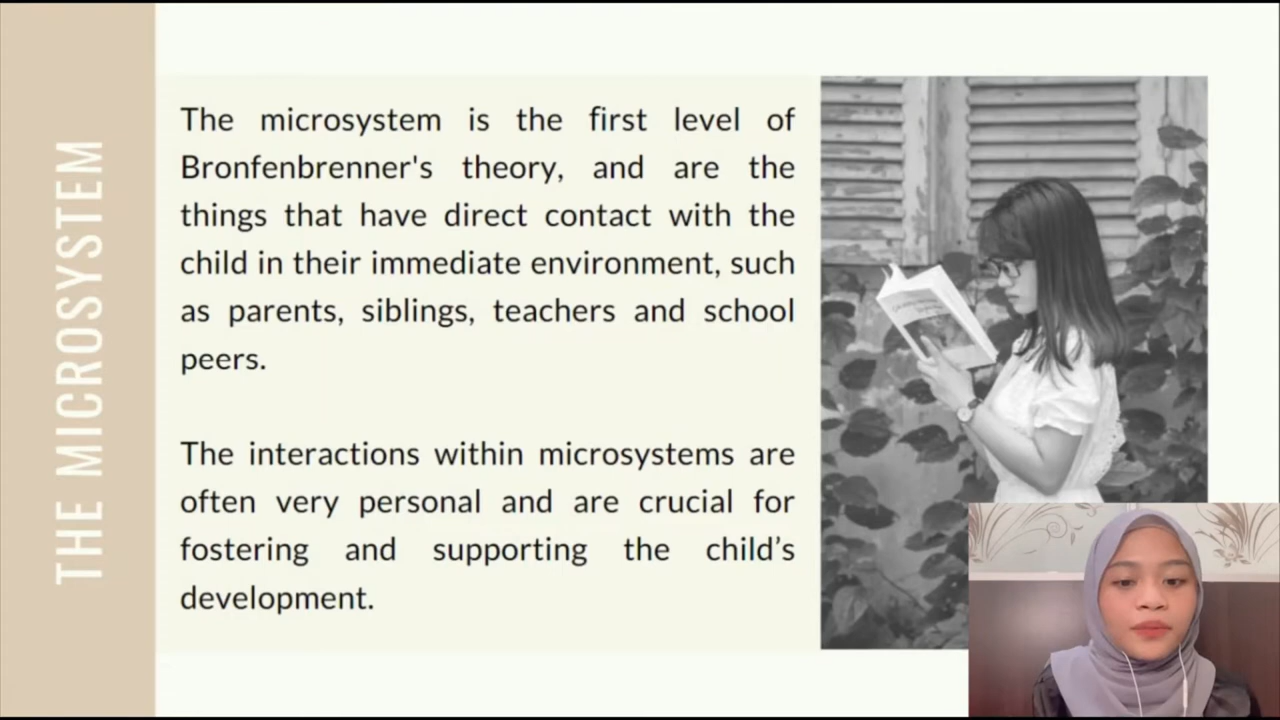 THE MICROSYSTEM
The microsystem is the first level of
Bronfenbrenner's theory, and are the
things that have direct contact with the
child in their immediate environment, such
as parents, siblings, teachers and school
peers.
The interactions within microsystems are
often very personal and are crucial for
fostering and supporting the child’s
development.